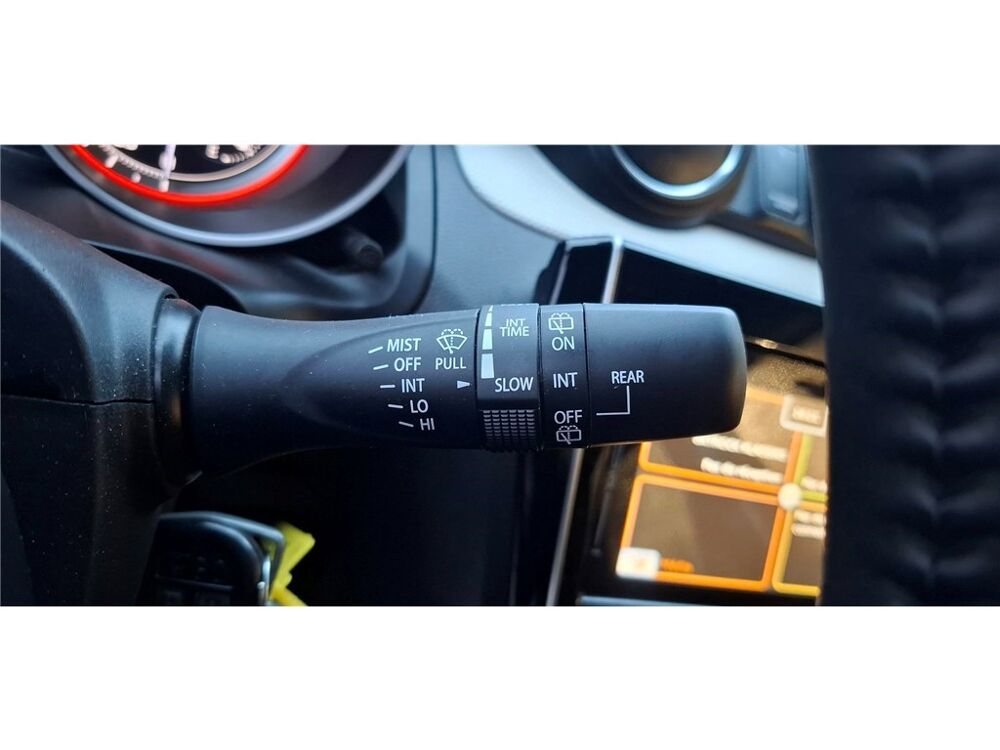 MIST
OFF
INT
LO
HI
PULL
INT
TIME
SLOW
ON
INT
OFF
REAR